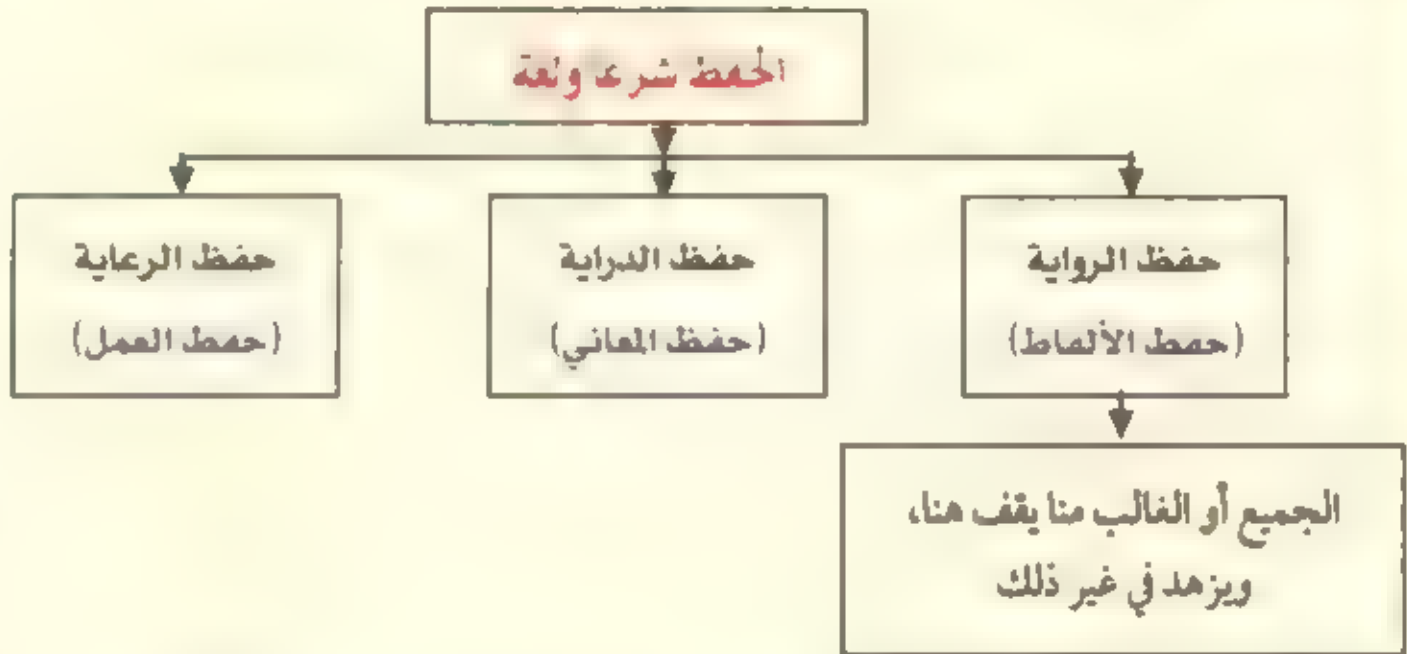 الحفظ شرعا ولغة
حفظ الرواية
(حفظ الألفاظ)
حفظ الدراية
(حفظ المعاني)
حفظ الرعاية
(حفظ العمل)
الجميع أو الغالب منا يقف هنا،
ويزهد في غير ذلك